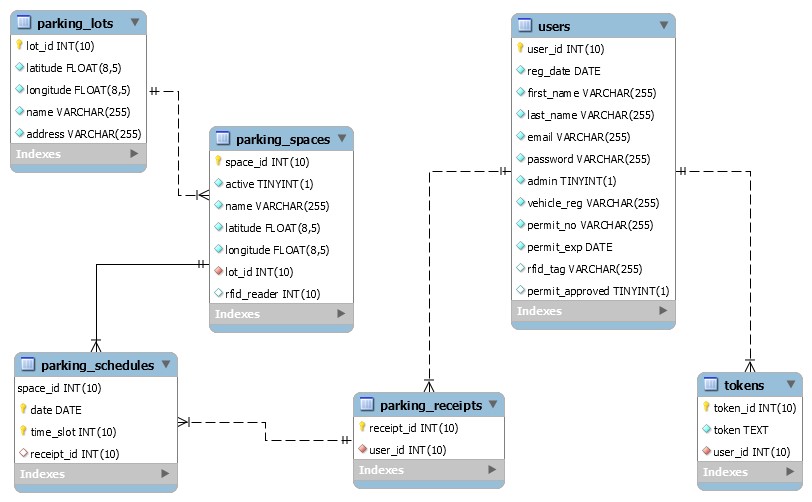 parking_lots
lot_id INT(10)
latitude FLOAT(8,5)
longitude FLOAT(8,5)
name VARCHAR(255)
address VARCHAR(255)
Indexes
parking_spaces
space_id INT(10)
active TINYINT(1)
name VARCHAR(255)
latitude FLOAT(8,5)
longitude FLOAT(8,5)
lot_id INT(10)
rfid_reader INT(10)
Indexes
users
user_id INT(10)
reg_date DATE
first_name VARCHAR(255)
last_name VARCHAR(255)
email VARCHAR(255)
password VARCHAR(255)
admin TINYINT(1)
vehicle_reg VARCHAR(255)
permit_no VARCHAR(255)
permit_exp DATE
rfid_tag VARCHAR(255)
permit_approved TINYINT(1)
Indexes
parking_schedules
space_id INT(10)
date DATE
time_slot INT(10)
receipt_id INT(10)
Indexes
parking_receipts
receipt_id INT(10)
user_id INT(10)
Indexes
tokens
token_id INT(10)
token TEXT
user_id INT(10)
Indexes